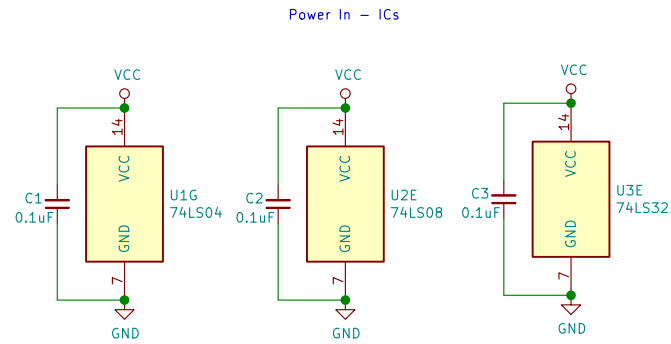 Power In - ICs
VCC
14
VCC
C1
0.1uF
U1G
74LS04
GND
7
GND
VCC
14
VCC
C2
0.1uF
U2E
74LS08
GND
7
GND
VCC
14
VCC
C3
0.1uF
U3E
74LS32
GND
7
GND